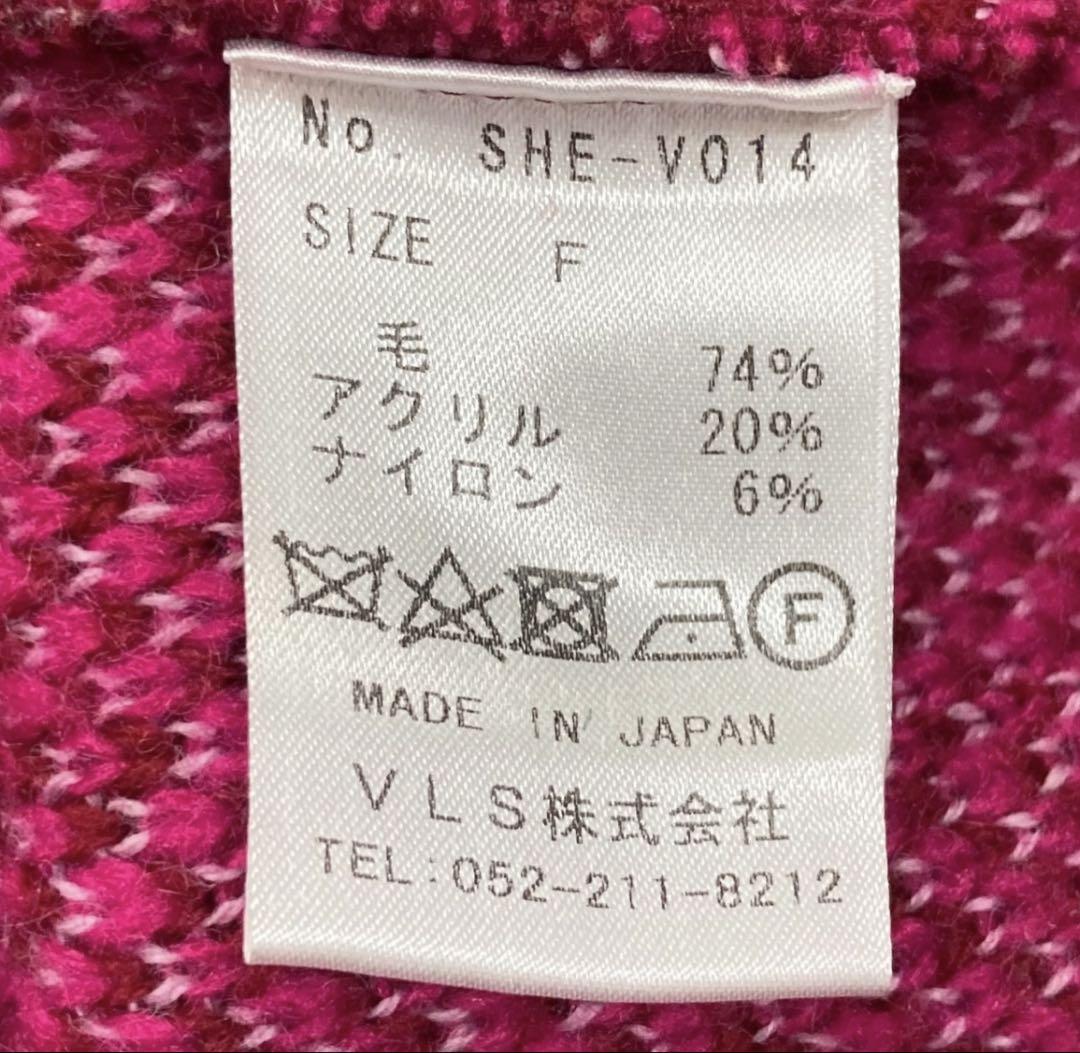 No. SHE-V014
SIZE F
毛 74%
アクリル 20%
ナイロン 6%
F
MADE IN JAPAN
VLS株式会社
TEL:052-211-8212